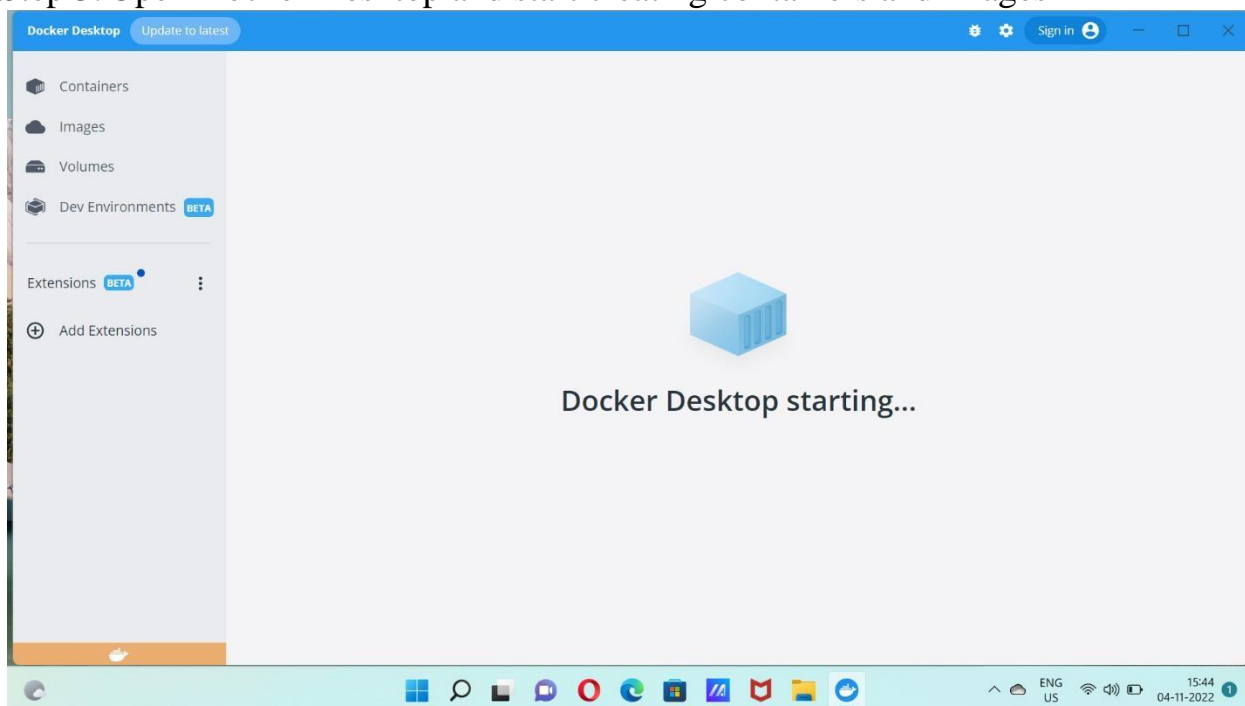 Docker Desktop Update to latest Sign in
Containers
Images
Volumes
Dev Environments BETA
Extensions BETA
Add Extensions
Docker Desktop starting...
ENG
US
15:44
04-11-2022
1